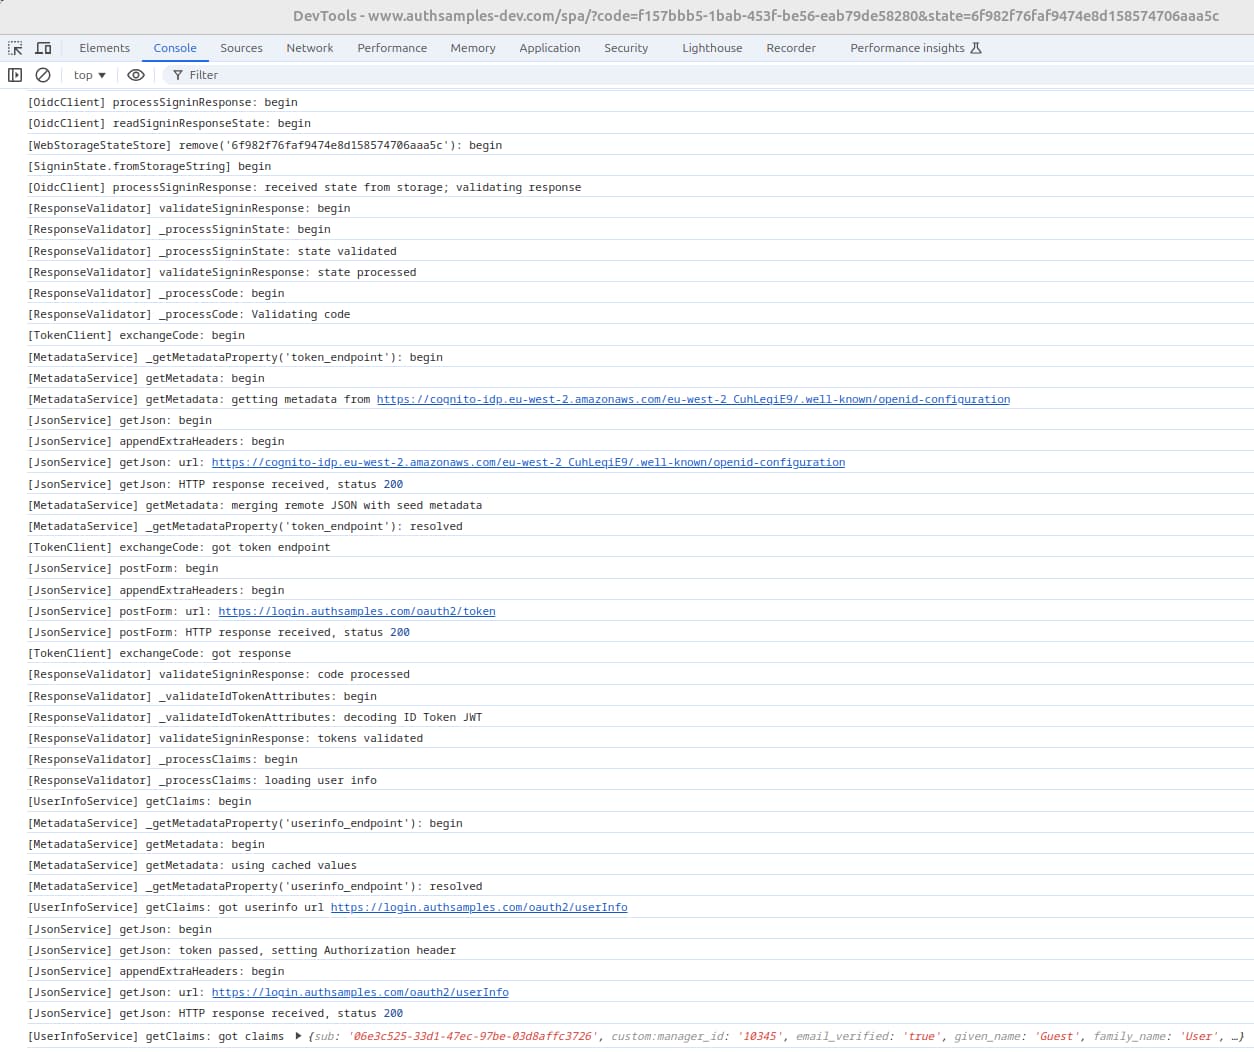 DevTools - www.authsamples-dev.com/spa/?code=f157bbb5-1bab-453f-be56-eab79de58280&state=6f982f76faf9474e8d158574706aaa5c
Elements Console Sources Network Performance Memory Application Security Lighthouse Recorder Performance insights
top Filter
[OidcClient] processSigninResponse: begin
[OidcClient] readSigninResponseState: begin
[WebStorageStateStore] remove('6f982f76faf9474e8d158574706aaa5c'): begin
[SigninState.fromStorageString] begin
[OidcClient] processSigninResponse: received state from storage; validating response
[ResponseValidator] validateSigninResponse: begin
[ResponseValidator] _processSigninState: begin
[ResponseValidator] _processSigninState: state validated
[ResponseValidator] validateSigninResponse: state processed
[ResponseValidator] _processCode: begin
[ResponseValidator] _processCode: Validating code
[TokenClient] exchangeCode: begin
[MetadataService] _getMetadataProperty('token_endpoint'): begin
[MetadataService] getMetadata: begin
[MetadataService] getMetadata: getting metadata from https://cognito-idp.eu-west-2.amazonaws.com/eu-west-2_CuhLeqiE9/.well-known/openid-configuration
[JsonService] getJson: begin
[JsonService] appendExtraHeaders: begin
[JsonService] getJson: url: https://cognito-idp.eu-west-2.amazonaws.com/eu-west-2_CuhLeqiE9/.well-known/openid-configuration
[JsonService] getJson: HTTP response received, status 200
[MetadataService] getMetadata: merging remote JSON with seed metadata
[MetadataService] _getMetadataProperty('token_endpoint'): resolved
[TokenClient] exchangeCode: got token endpoint
[JsonService] postForm: begin
[JsonService] appendExtraHeaders: begin
[JsonService] postForm: url: https://login.authsamples.com/oauth2/token
[JsonService] postForm: HTTP response received, status 200
[TokenClient] exchangeCode: got response
[ResponseValidator] validateSigninResponse: code processed
[ResponseValidator] _validateIdTokenAttributes: begin
[ResponseValidator] _validateIdTokenAttributes: decoding ID Token JWT
[ResponseValidator] validateSigninResponse: tokens validated
[ResponseValidator] _processClaims: begin
[ResponseValidator] _processClaims: loading user info
[UserInfoService] getClaims: begin
[MetadataService] _getMetadataProperty('userinfo_endpoint'): begin
[MetadataService] getMetadata: begin
[MetadataService] getMetadata: using cached values
[MetadataService] _getMetadataProperty('userinfo_endpoint'): resolved
[UserInfoService] getClaims: got userinfo url https://login.authsamples.com/oauth2/userInfo
[JsonService] getJson: begin
[JsonService] getJson: token passed, setting Authorization header
[JsonService] appendExtraHeaders: begin
[JsonService] getJson: url: https://login.authsamples.com/oauth2/userInfo
[JsonService] getJson: HTTP response received, status 200
[UserInfoService] getClaims: got claims ▶ {sub: '06e3c525-33d1-47ec-97be-03d8affc3726', custom:manager_id: '10345', email_verified: 'true', given_name: 'Guest', family_name: 'User', …}